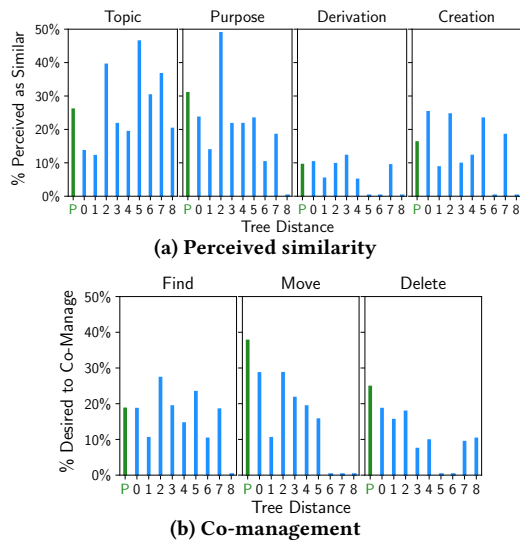 Topic Purpose Derivation Creation
50%
40%
30%
20%
10%
0%
% Perceived as Similar
P 0 1 2 3 4 5 6 7 8 P 0 1 2 3 4 5 6 7 8 P 0 1 2 3 4 5 6 7 8 P 0 1 2 3 4 5 6 7 8
Tree Distance
(a) Perceived similarity
Find Move Delete
50%
40%
30%
20%
10%
0%
% Desired to Co-Manage
P 0 1 2 3 4 5 6 7 8 P 0 1 2 3 4 5 6 7 8 P 0 1 2 3 4 5 6 7 8
Tree Distance
(b) Co-management